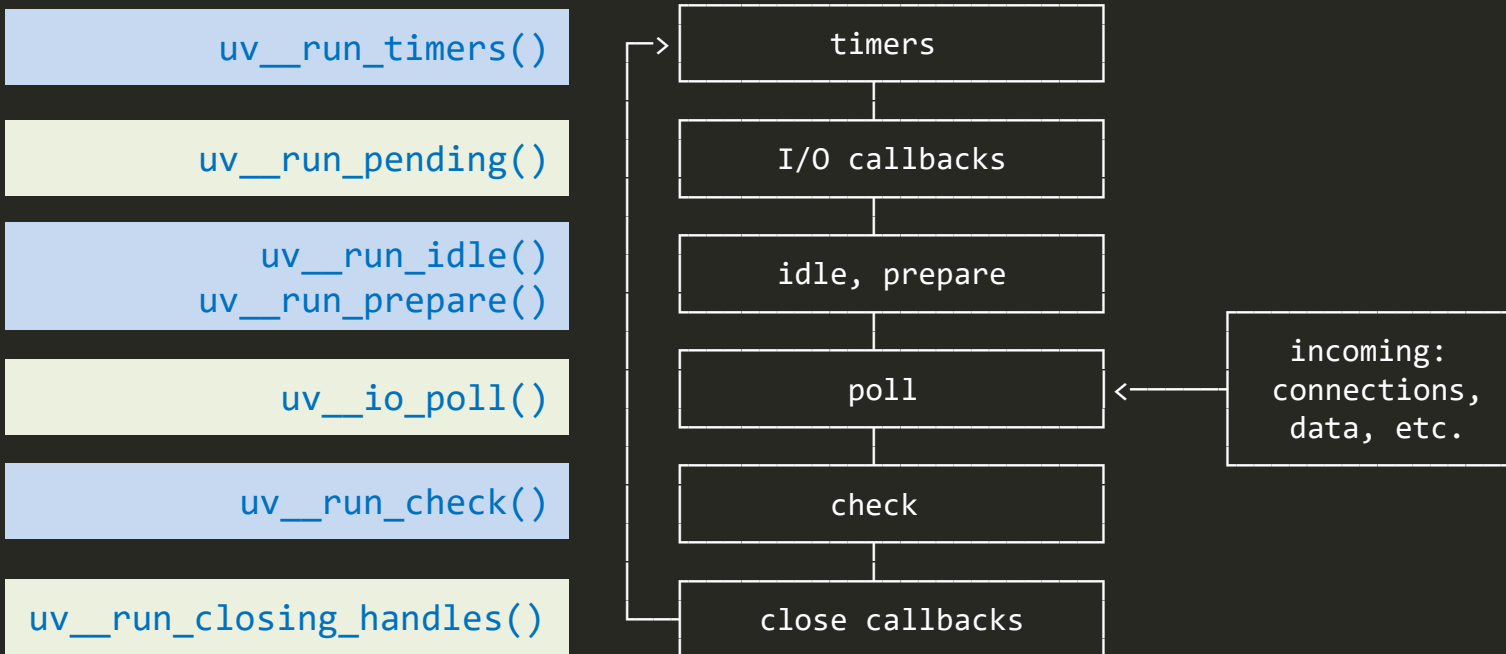 uv__run_timers()
timers
uv__run_pending()
I/O callbacks
uv__run_idle()
uv__run_prepare()
idle, prepare
uv__io_poll()
poll
incoming:
connections,
data, etc.
uv__run_check()
check
uv__run_closing_handles()
close callbacks